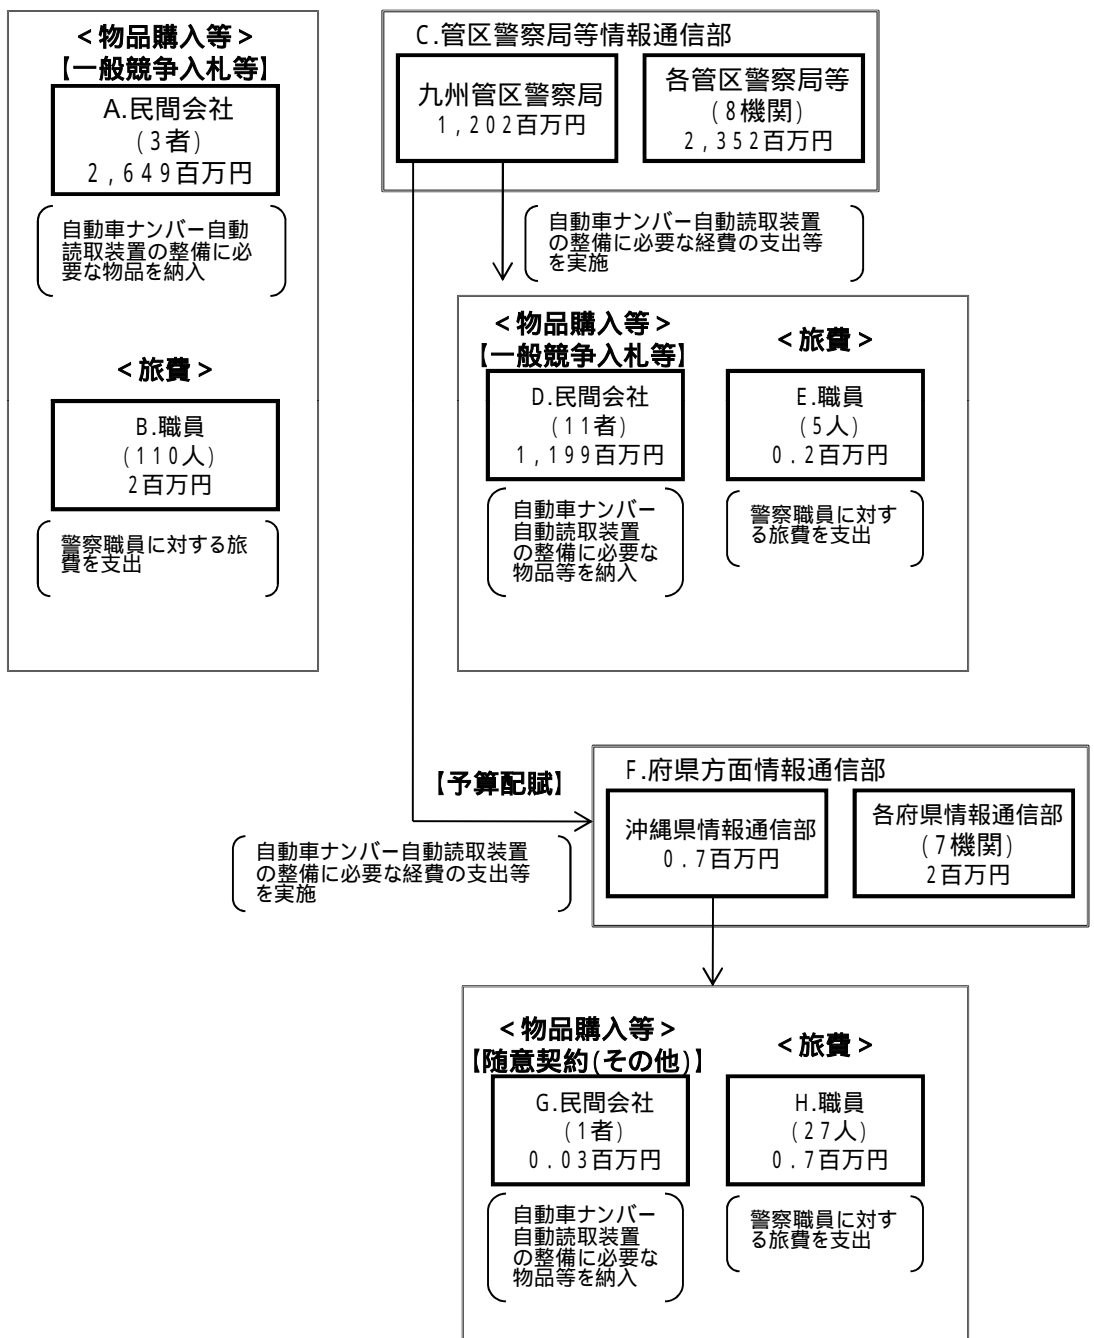 ＜物品購入等＞
【一般競争入札等】
A.民間会社
(3者)
2,649百万円
自動車ナンバー自動
読取装置の整備に必
要な物品を納入
＜旅費＞
B.職員
(110人)
2百万円
警察職員に対する旅
費を支出
C.管区警察局等情報通信部
九州管区警察局
1,202百万円
各管区警察局等
(8機関)
2,352百万円
自動車ナンバー自動読取装置
の整備に必要な経費の支出等
を実施
＜物品購入等＞
【一般競争入札等】
D.民間会社
(11者)
1,199百万円
自動車ナンバー
自動読取装置
の整備に必要な
物品等を納入
＜旅費＞
E.職員
(5人)
0.2百万円
警察職員に対す
る旅費を支出
【予算配賦】
自動車ナンバー自動読取装置
の整備に必要な経費の支出等
を実施
F.府県方面情報通信部
沖縄県情報通信部
0.7百万円
各府県情報通信部
(7機関)
2百万円
＜物品購入等＞
【随意契約(その他)】
G.民間会社
(1者)
0.03百万円
自動車ナンバー
自動読取装置
の整備に必要な
物品等を納入
＜旅費＞
H.職員
(27人)
0.7百万円
警察職員に対す
る旅費を支出